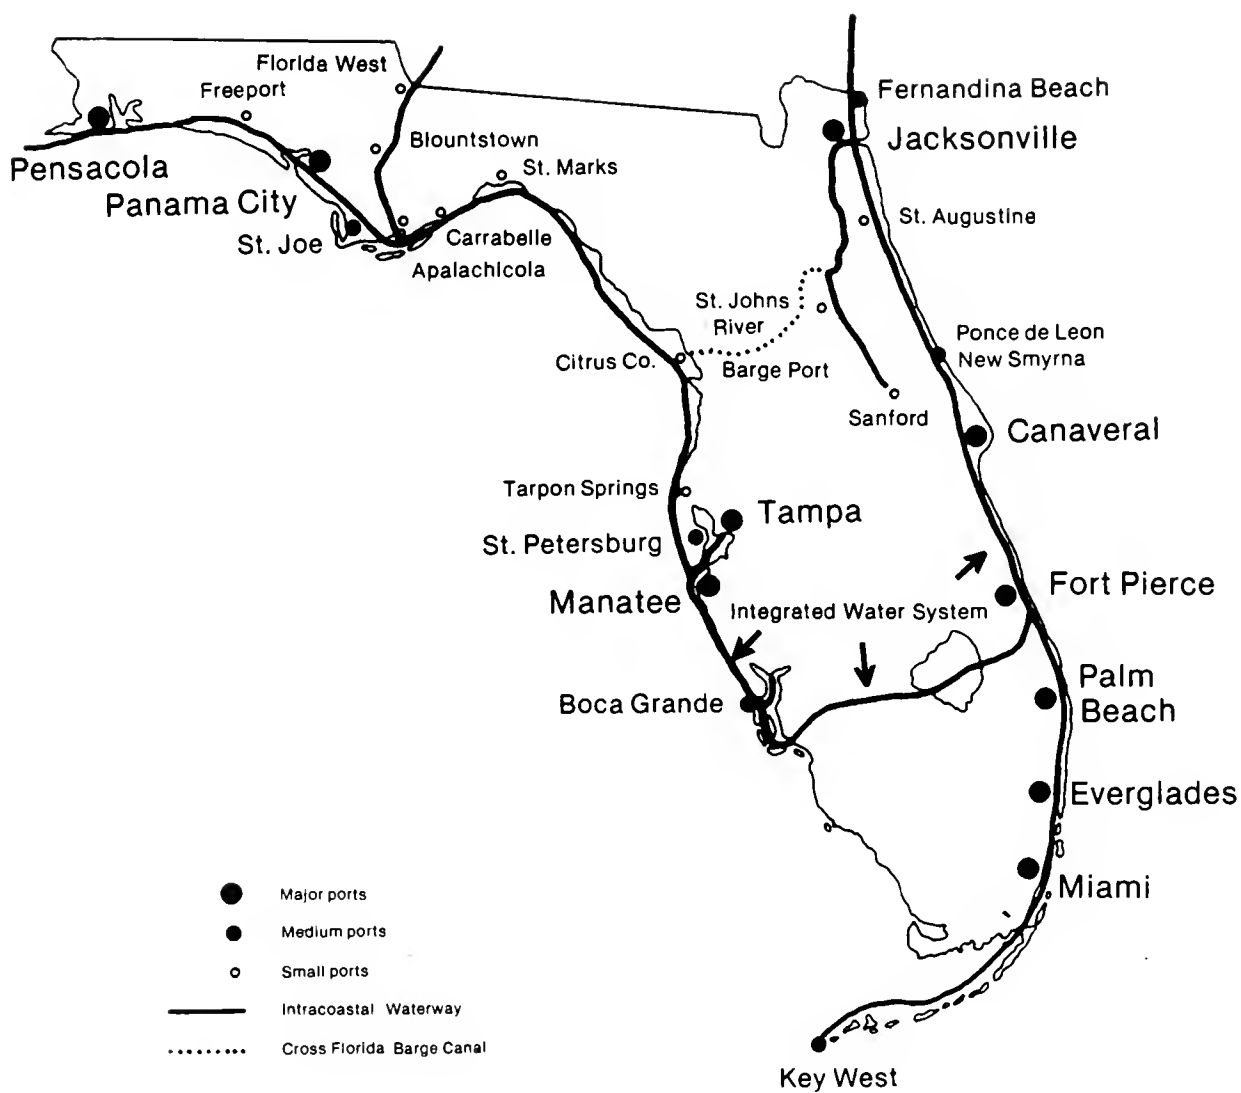 Florida West
Freeport
Fernandina Beach
Jacksonville
Blountstown
Pensacola
St. Marks
Panama City
St. Augustine
St. Joe
Carrabelle
Apalachicola
St. Johns
River
Ponce de Leon
New Smyrna
Citrus Co.
Barge Port
Sanford
Canaveral
Tarpon Springs
Tampa
St. Petersburg
Fort Pierce
Manatee
Integrated Water System
Palm
Beach
Boca Grande
Everglades
Miami
Major ports
Medium ports
Small ports
Intracoastal Waterway
Cross Florida Barge Canal
Key West